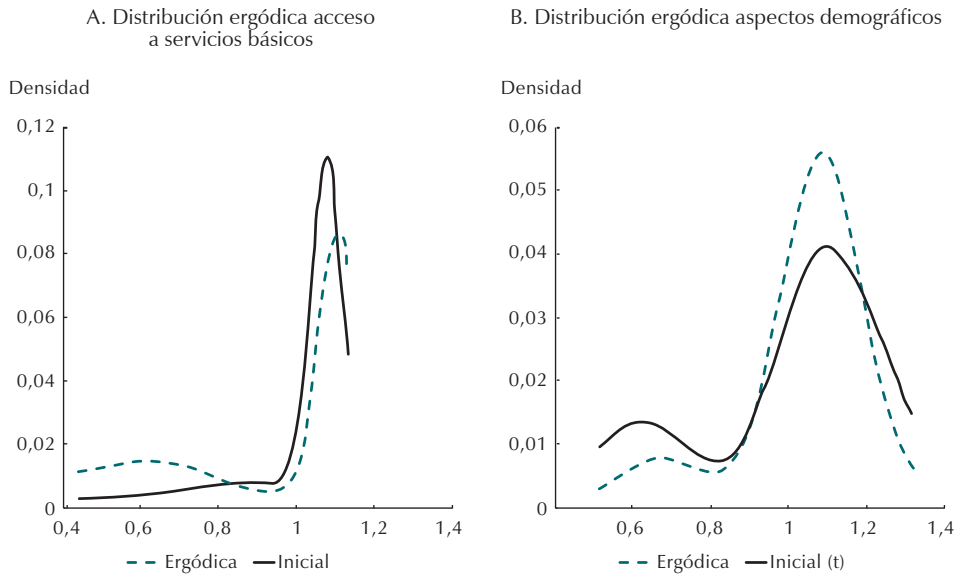 A. Distribución ergódica acceso
a servicios básicos
Densidad
0,12
0,1
0,08
0,06
0,04
0,02
0
0,4 0,6 0,8 1 1,2 1,4
Ergódica Inicial
B. Distribución ergódica aspectos demográficos
Densidad
0,06
0,05
0,04
0,03
0,02
0,01
0
0,6 0,8 1 1,2 1,4
Ergódica Inicial (t)